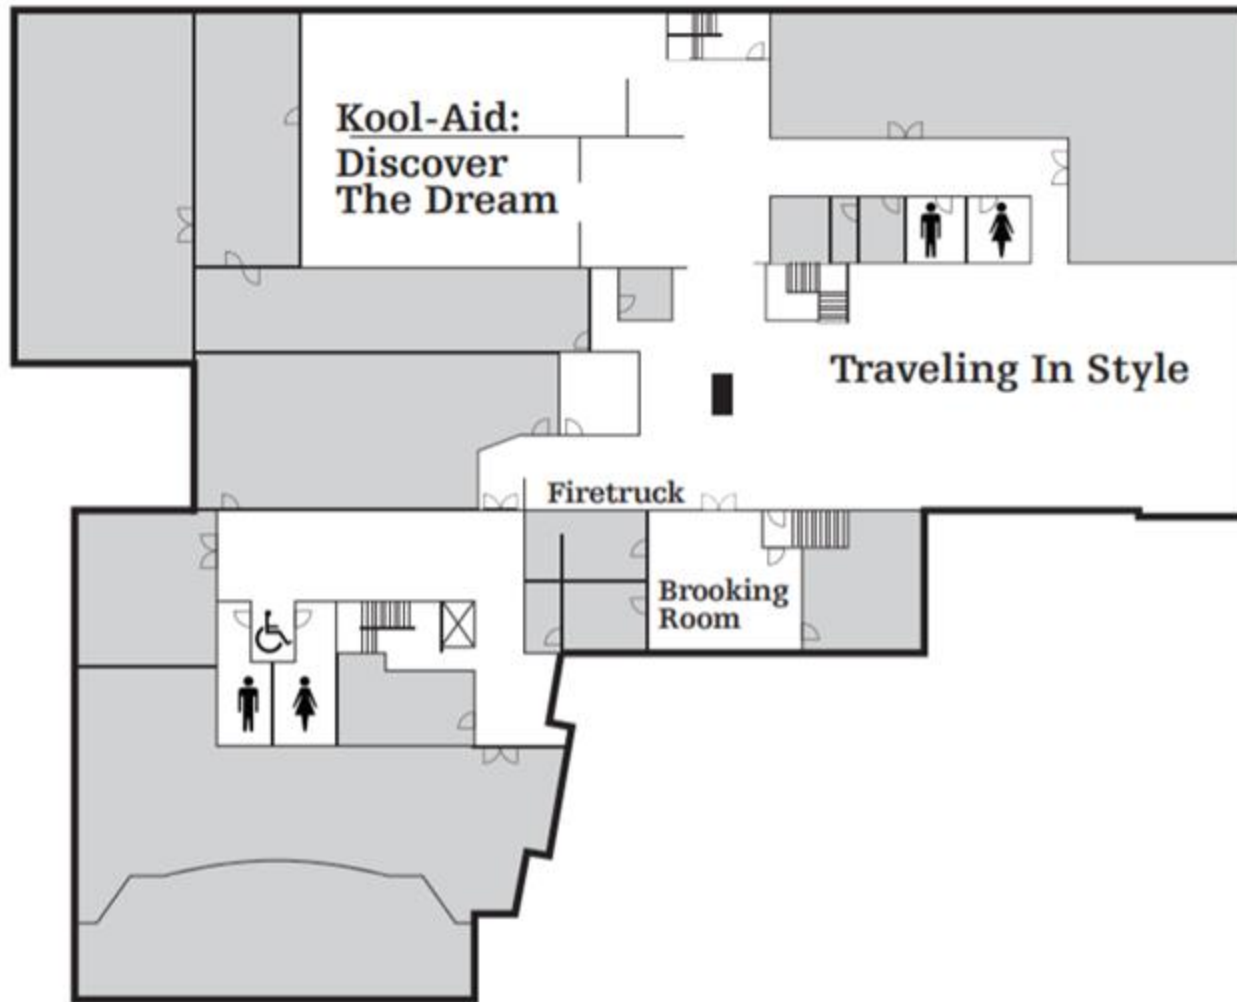 Kool-Aid:
Discover
The Dream
Traveling In Style
Firetruck
Brooking
Room